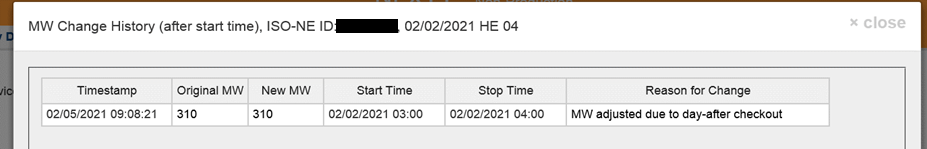 MW Change History (after start time), ISO-NE ID: , 02/02/2021 HE 04
× close
Timestamp Original MW New MW Start Time Stop Time Reason for Change
02/05/2021 09:08:21 310 310 02/02/2021 03:00 02/02/2021 04:00 MW adjusted due to day-after checkout